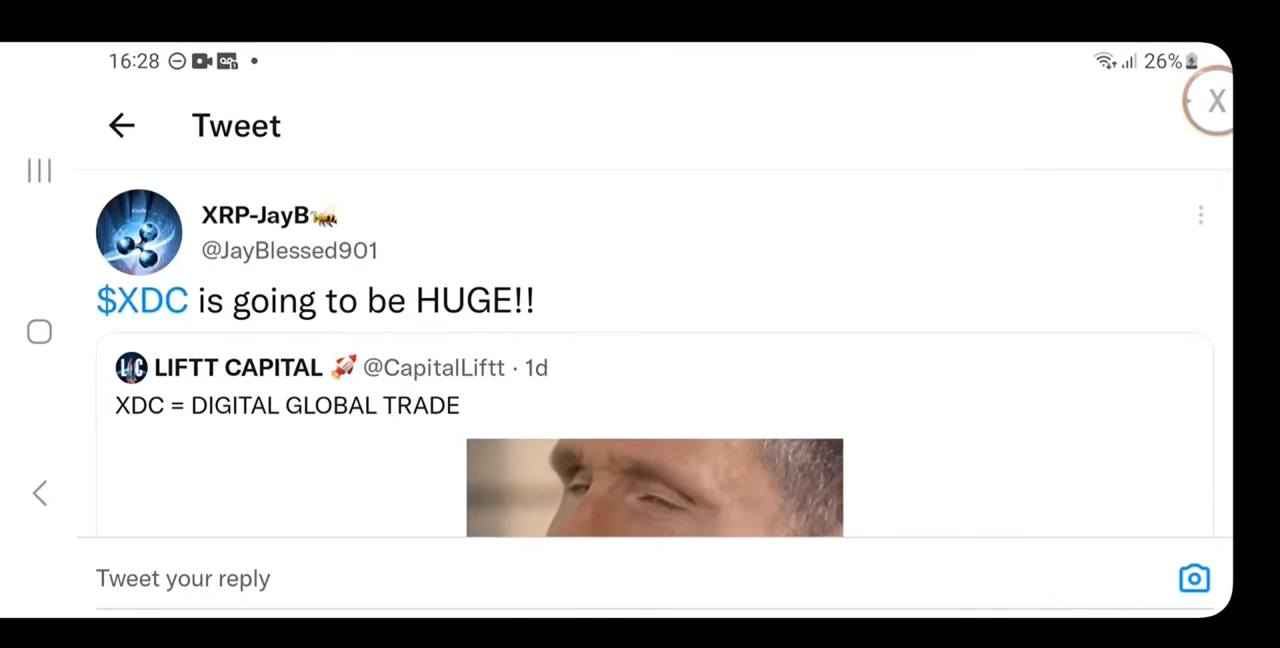 16:28 26%
Tweet
XRP-JayB🐝
@JayBlessed901
$XDC is going to be HUGE!!
LIFTT CAPITAL 🚀 @CapitalLiftt · 1d
XDC = DIGITAL GLOBAL TRADE
Tweet your reply
X